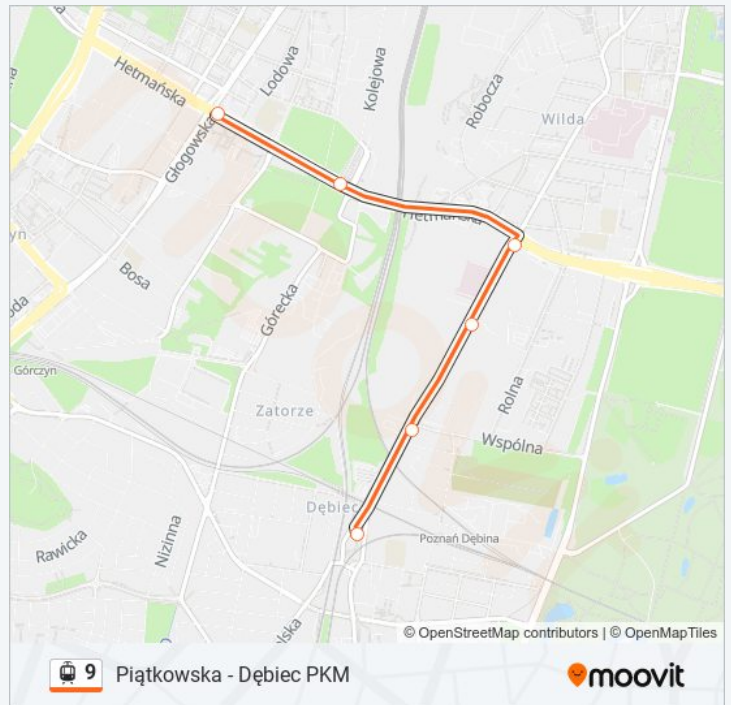 Hetmańska
Lodowa
Kolejowa
Robocza
Wilda
Głogowska
Hetmańska
Bosa
Górecka
Górczyn
Zatorze
Rolna
Wspólna
Dębiec
Rawicka
Nizinna
Poznań Dębina
© OpenStreetMap contributors | © OpenMapTiles
9 Piątkowska - Dębiec PKM
moovit